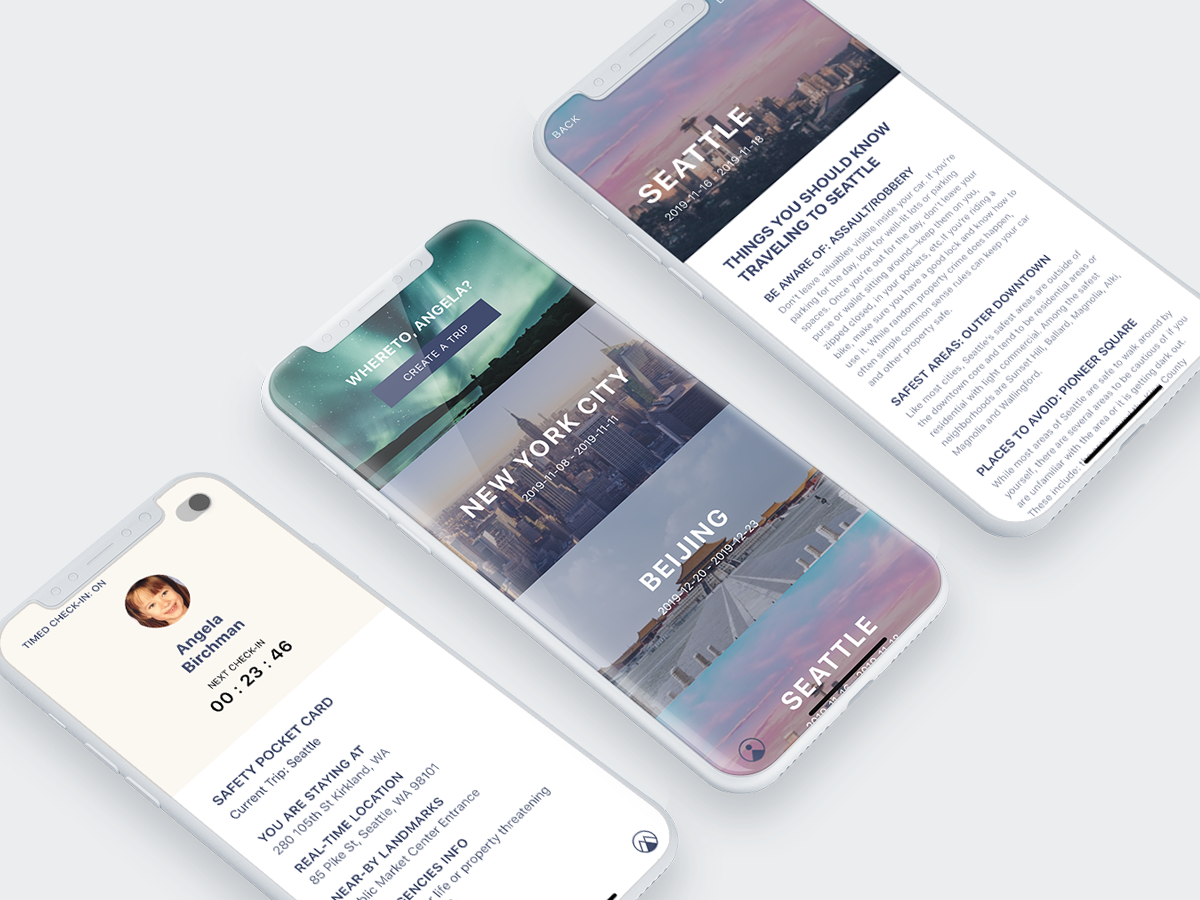 TIMED CHECK-IN: ON
Angela
Birchman
NEXT CHECK-IN
00 : 23 : 46
SAFETY POCKET CARD
Current Trip: Seattle
YOU ARE STAYING AT
280 105th St Kirkland, WA
REAL-TIME LOCATION
85 Pike St, Seattle, WA 98101
NEAR-BY LANDMARKS
Public Market Center Entrance
life or property threatening
WHERETO, ANGELA?
CREATE A TRIP
NEW YORK CITY
2019-11-08 - 2019-11-11
BEIJING
2019-12-20 - 2019-12-23
SEATTLE
BACK
SEATTLE
2019-11-16 - 2019-11-18
THINGS YOU SHOULD KNOW
TRAVELING TO SEATTLE
BE AWARE OF: ASSAULT/ROBBERY
Don't leave valuables visible inside your car. If you're
parking for the day, look for well-lit lots or parking
spaces. Once you're out for the day, don't leave your
purse or wallet sitting around—keep them on you,
zipped closed, in your pockets, etc.if you're riding a
bike, make sure you have a good lock and know how to
use it. While random property crime does happen,
often simple common sense rules can keep your car
and other property safe.
SAFEST AREAS: OUTER DOWNTOWN
Like most cities, Seattle's safest areas are outside of
the downtown core and tend to be residential areas or
residential with light commercial. Among the safest
neighborhoods are Sunset Hill, Ballard, Magnolia, Alki,
Magnolia and Wallingford.
PLACES TO AVOID: PIONEER SQUARE
While most areas of Seattle are safe to walk around by
yourself, there are several areas to be cautious of if you
are unfamiliar with the area or it is getting dark out.
These include: County